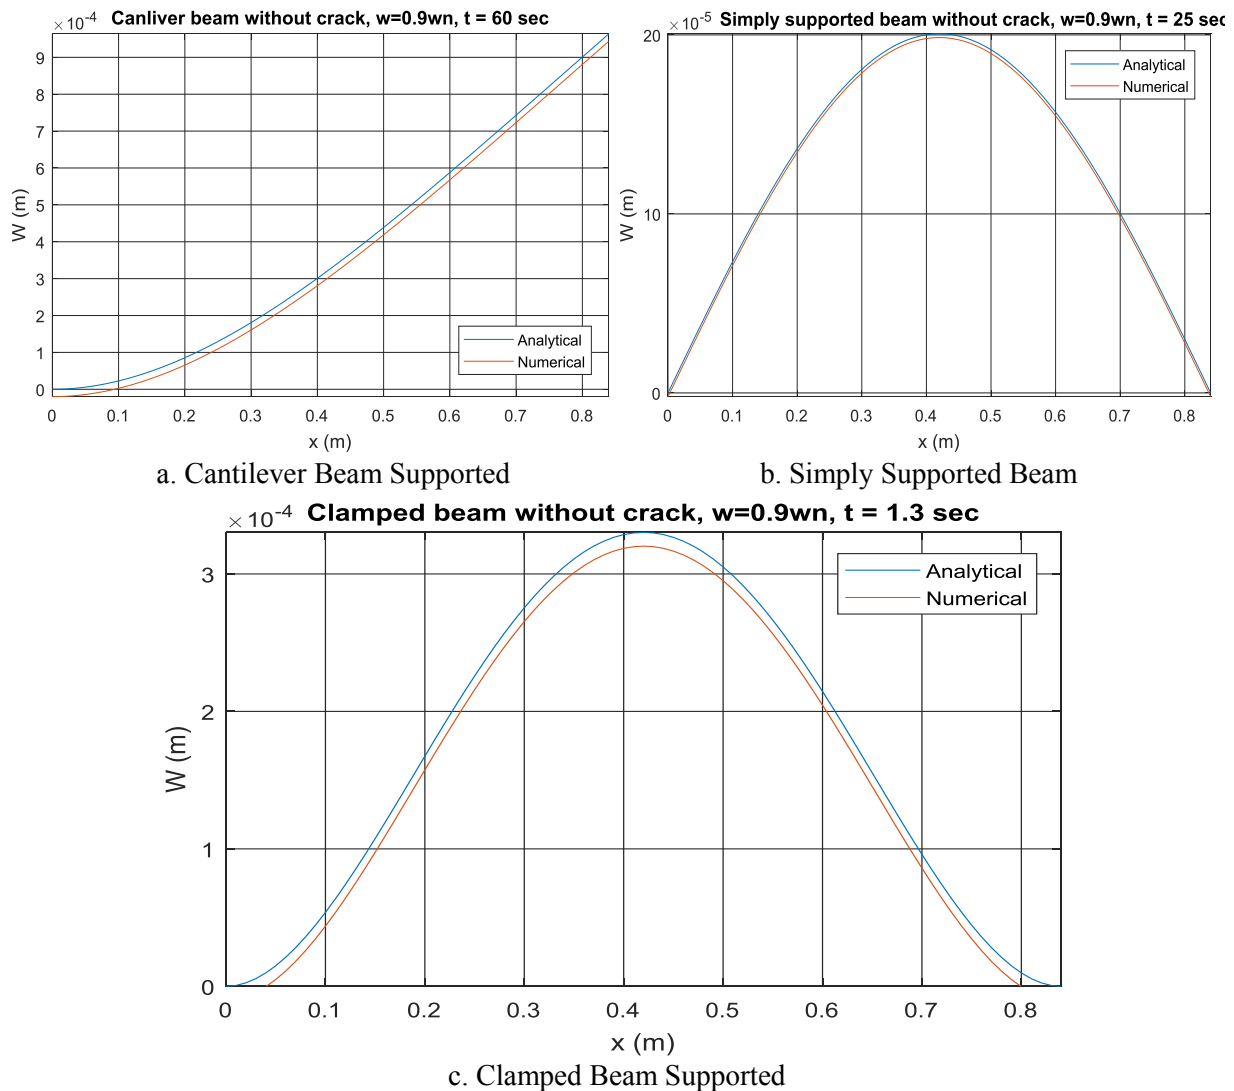 ×10⁻⁴ Canliver beam without crack, w=0.9wn, t = 60 sec
9
8
7
6
5
4
3
2
1
0
W (m)
Analytical
Numerical
0 0.1 0.2 0.3 0.4 0.5 0.6 0.7 0.8
x (m)
a. Cantilever Beam Supported
×10⁻⁵ Simply supported beam without crack, w=0.9wn, t = 25 sec
20
10
0
W (m)
Analytical
Numerical
0 0.1 0.2 0.3 0.4 0.5 0.6 0.7 0.8
x (m)
b. Simply Supported Beam
×10⁻⁴ Clamped beam without crack, w=0.9wn, t = 1.3 sec
3
2
1
0
W (m)
Analytical
Numerical
0 0.1 0.2 0.3 0.4 0.5 0.6 0.7 0.8
x (m)
c. Clamped Beam Supported